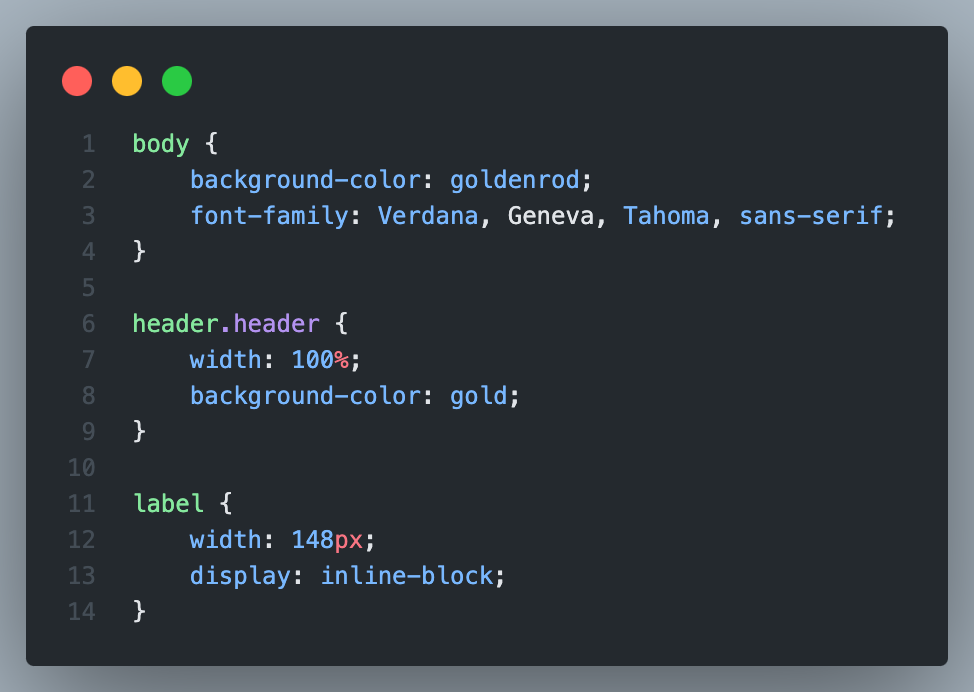 1 body {
2     background-color: goldenrod;
3     font-family: Verdana, Geneva, Tahoma, sans-serif;
4 }
5
6 header.header {
7     width: 100%;
8     background-color: gold;
9 }
10
11 label {
12     width: 148px;
13     display: inline-block;
14 }